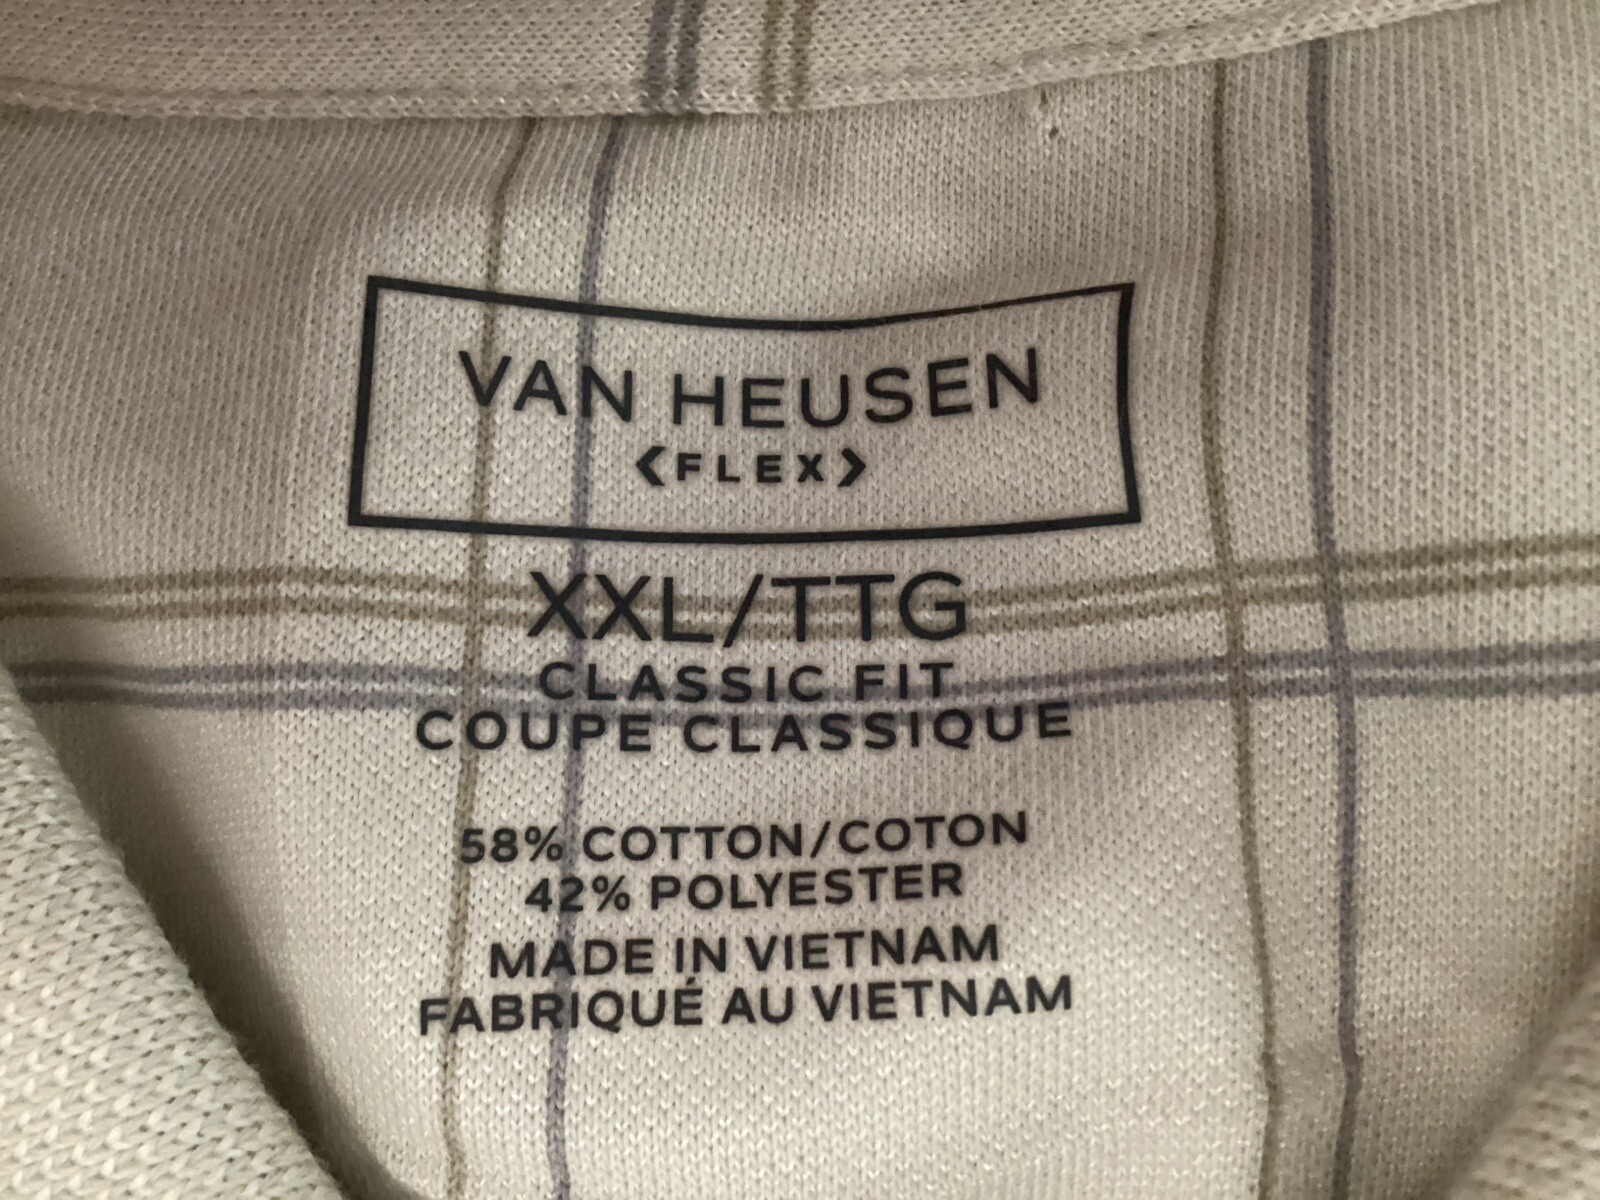 VAN HEUSEN
<FLEX>
XXL/TTG
CLASSIC FIT
COUPE CLASSIQUE
58% COTTON/COTON
42% POLYESTER
MADE IN VIETNAM
FABRIQUÉ AU VIETNAM